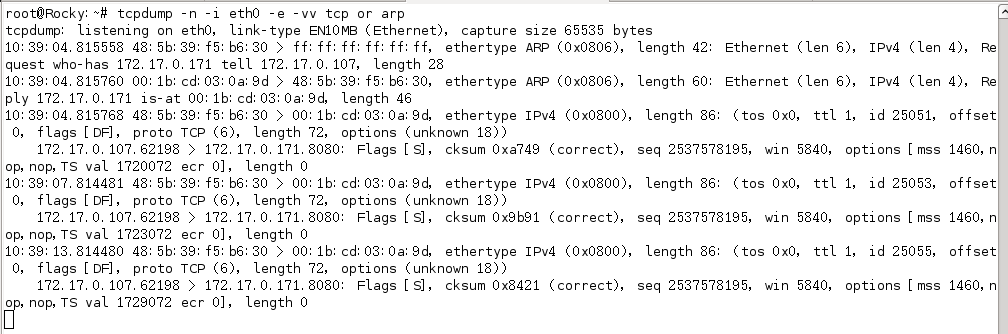 root@Rocky:~# tcpdump -n -i eth0 -e -vv tcp or arp
tcpdump: listening on eth0, link-type EN10MB (Ethernet), capture size 65535 bytes
10:39:04.815558 48:5b:39:f5:b6:30 > ff:ff:ff:ff:ff:ff, ethertype ARP (0x0806), length 42: Ethernet (len 6), IPv4 (len 4), Re
quest who-has 172.17.0.171 tell 172.17.0.107, length 28
10:39:04.815760 00:1b:cd:03:0a:9d > 48:5b:39:f5:b6:30, ethertype ARP (0x0806), length 60: Ethernet (len 6), IPv4 (len 4), Re
ply 172.17.0.171 is-at 00:1b:cd:03:0a:9d, length 46
10:39:04.815768 48:5b:39:f5:b6:30 > 00:1b:cd:03:0a:9d, ethertype IPv4 (0x0800), length 86: (tos 0x0, ttl 1, id 25051, offset
0, flags [DF], proto TCP (6), length 72, options (unknown 18))
172.17.0.107.62198 > 172.17.0.171.8080: Flags [S], cksum 0xa749 (correct), seq 2537578195, win 5840, options [mss 1460,n
op,nop,TS val 1720072 ecr 0], length 0
10:39:07.814481 48:5b:39:f5:b6:30 > 00:1b:cd:03:0a:9d, ethertype IPv4 (0x0800), length 86: (tos 0x0, ttl 1, id 25053, offset
0, flags [DF], proto TCP (6), length 72, options (unknown 18))
172.17.0.107.62198 > 172.17.0.171.8080: Flags [S], cksum 0x9b91 (correct), seq 2537578195, win 5840, options [mss 1460,n
op,nop,TS val 1723072 ecr 0], length 0
10:39:13.814480 48:5b:39:f5:b6:30 > 00:1b:cd:03:0a:9d, ethertype IPv4 (0x0800), length 86: (tos 0x0, ttl 1, id 25055, offset
0, flags [DF], proto TCP (6), length 72, options (unknown 18))
172.17.0.107.62198 > 172.17.0.171.8080: Flags [S], cksum 0x8421 (correct), seq 2537578195, win 5840, options [mss 1460,n
op,nop,TS val 1729072 ecr 0], length 0